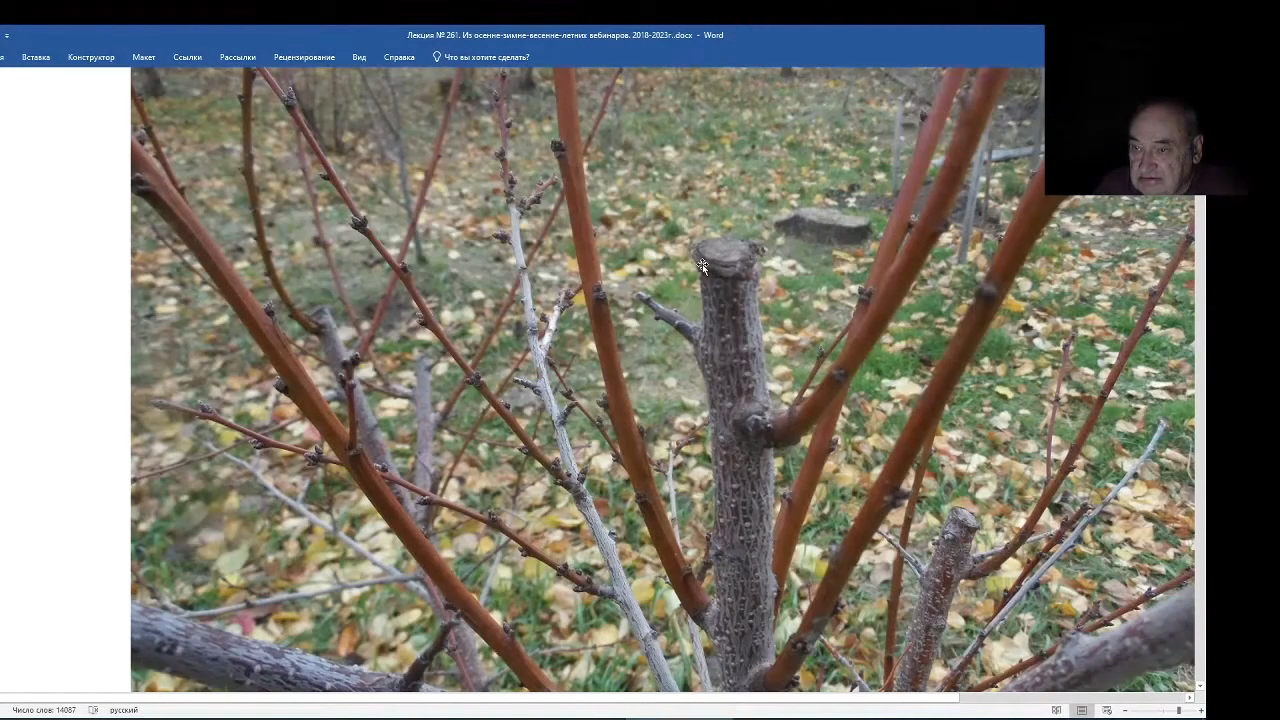 Лекция № 261. Из осенне-зимне-весенне-летних вебинаров. 2018-2023г..docx - Word
Вставка Конструктор Макет Ссылки Рассылки Рецензирование Вид Справка Что вы хотите сделать?
Число слов: 14087 русский